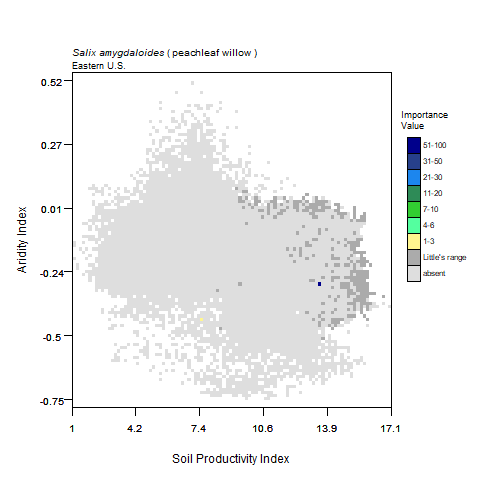 Salix amygdaloides ( peachleaf willow )
Eastern U.S.
0.52
0.27
0.01
-0.24
-0.5
-0.75
Aridity Index
1 4.2 7.4 10.6 13.9 17.1
Soil Productivity Index
Importance
Value
51-100
31-50
21-30
11-20
7-10
4-6
1-3
Little's range
absent